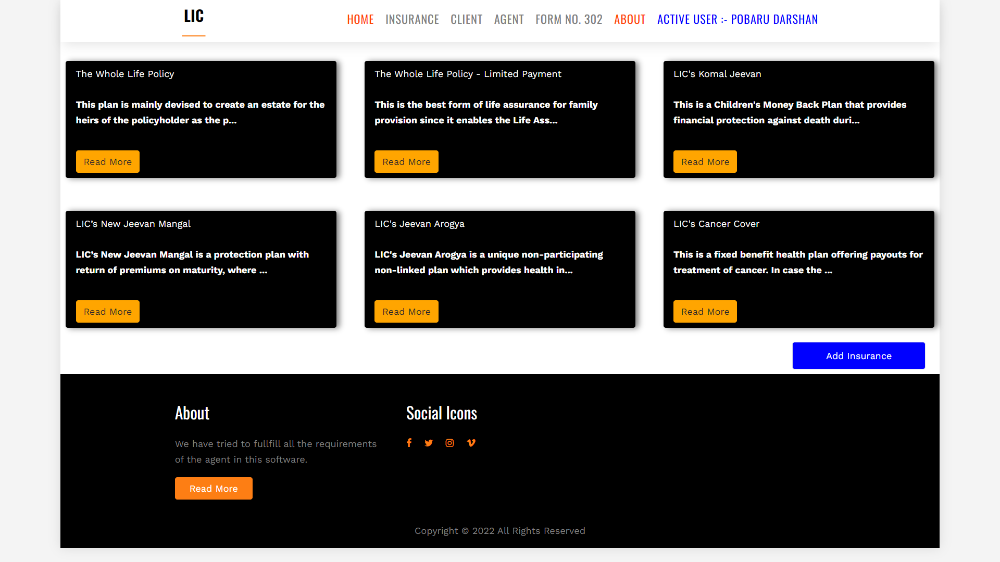 LIC
HOME INSURANCE CLIENT AGENT FORM NO. 302 ABOUT ACTIVE USER :- POBARU DARSHAN
The Whole Life Policy
This plan is mainly devised to create an estate for the
heirs of the policyholder as the p...
Read More
The Whole Life Policy - Limited Payment
This is the best form of life assurance for family
provision since it enables the Life Ass...
Read More
LIC's Komal Jeevan
This is a Children's Money Back Plan that provides
financial protection against death duri...
Read More
LIC’s New Jeevan Mangal
LIC’s New Jeevan Mangal is a protection plan with
return of premiums on maturity, where ...
Read More
LIC's Jeevan Arogya
LIC's Jeevan Arogya is a unique non-participating
non-linked plan which provides health in...
Read More
LIC's Cancer Cover
This is a fixed benefit health plan offering payouts for
treatment of cancer. In case the ...
Read More
Add Insurance
About
We have tried to fullfill all the requirements
of the agent in this software.
Read More
Social Icons
Copyright © 2022 All Rights Reserved